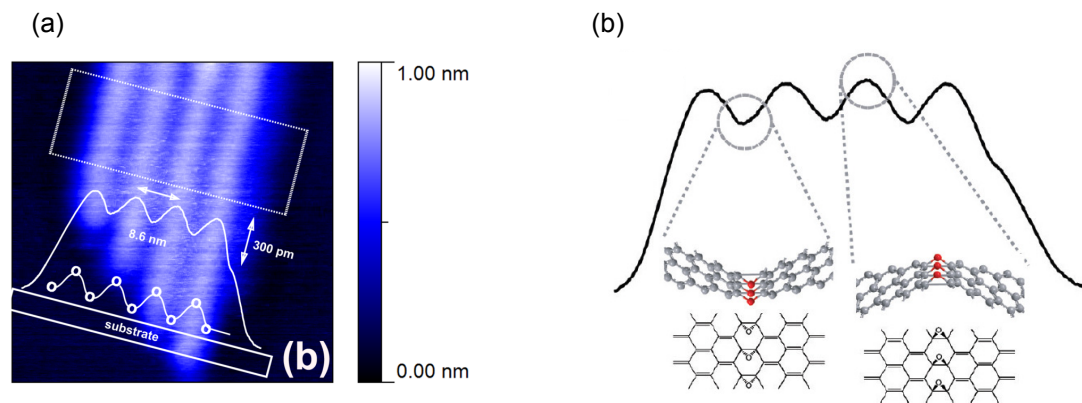 (a)
(b)
1.00 nm
8.6 nm
300 pm
substrate
(b)
0.00 nm
O
O
O
O
O
O